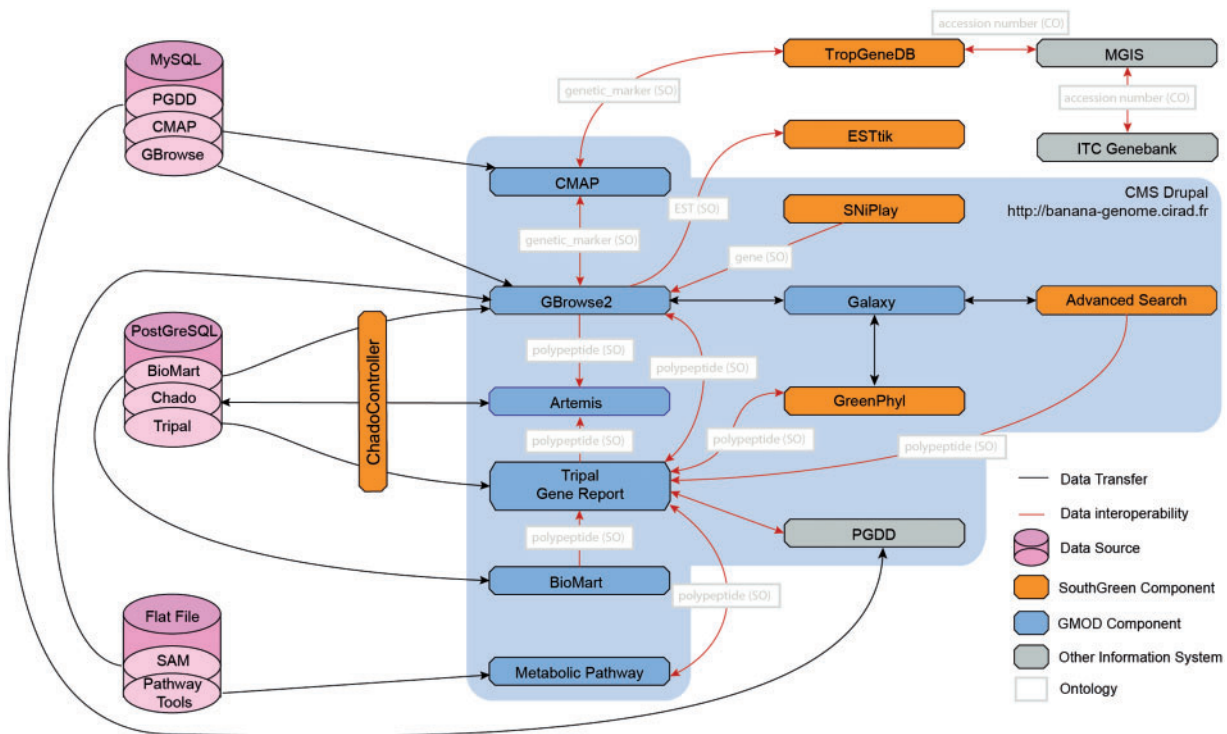 MySQL
PGDD
CMAP
GBrowse
PostGreSQL
BioMart
Chado
Tripal
Flat File
SAM
Pathway
Tools
ChadoController
accession number (CO)
TropGeneDB
MGIS
genetic_marker (SO)
accession number (CO)
ESTtik
ITC Genebank
CMAP
CMS Drupal
http://banana-genome.cirad.fr
EST (SO)
SNiPlay
genetic_marker (SO)
gene (SO)
GBrowse2
Galaxy
Advanced Search
polypeptide (SO)
polypeptide (SO)
Artemis
GreenPhyl
polypeptide (SO)
polypeptide (SO)
polypeptide (SO)
Tripal
Gene Report
polypeptide (SO)
PGDD
BioMart
polypeptide (SO)
Metabolic Pathway
Data Transfer
Data interoperability
Data Source
SouthGreen Component
GMOD Component
Other Information System
Ontology